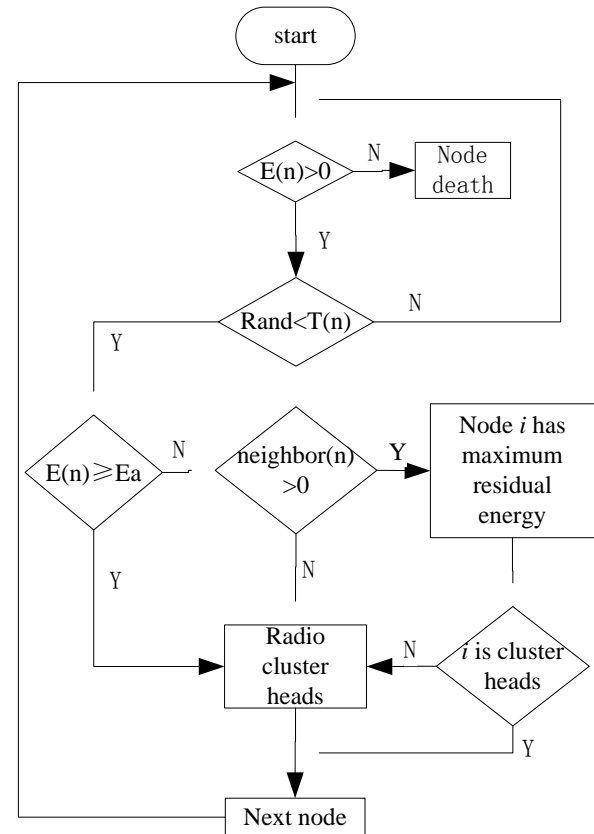 start
E(n)>0
N
Node
death
Y
Rand<T(n)
N
Y
E(n)≥Ea
N
neighbor(n)
>0
Y
Node i has
maximum
residual
energy
Y
N
Radio
cluster
heads
N
i is cluster
heads
Y
Next node